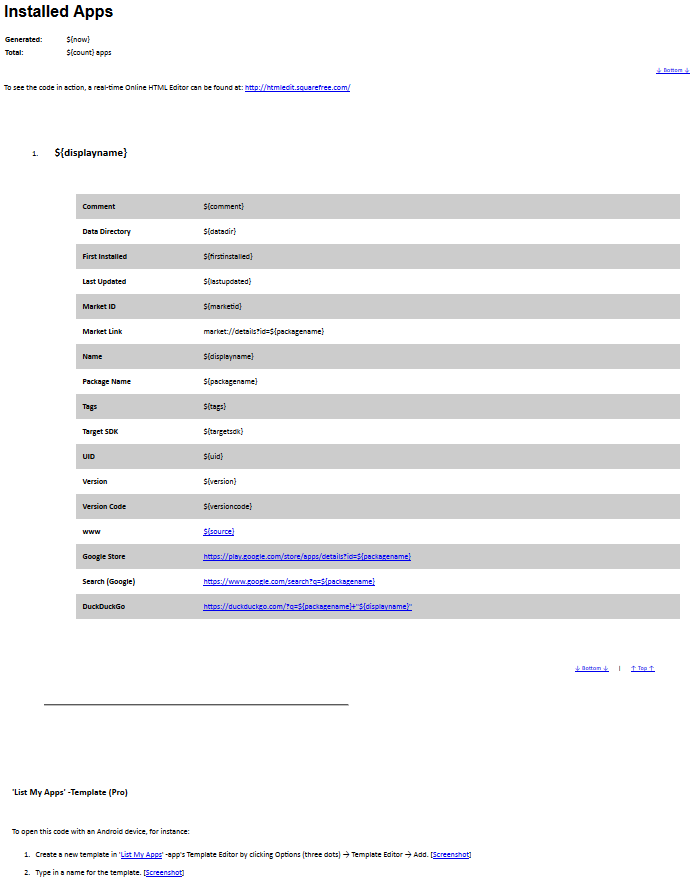 Installed Apps
Generated: ${now}
Total: ${count} apps
↓ Bottom ↓
To see the code in action, a real-time Online HTML Editor can be found at: http://htmledit.squarefree.com/
1. ${displayname}
Comment ${comment}
Data Directory ${datadir}
First Installed ${firstinstalled}
Last Updated ${lastupdated}
Market ID ${marketid}
Market Link market://details?id=${packagename}
Name ${displayname}
Package Name ${packagename}
Tags ${tags}
Target SDK ${targetsdk}
UID ${uid}
Version ${version}
Version Code ${versioncode}
www ${source}
Google Store https://play.google.com/store/apps/details?id=${packagename}
Search (Google) https://www.google.com/search?q=${packagename}
DuckDuckGo https://duckduckgo.com/?q=${packagename}+"${displayname}"
↓ Bottom ↓ | ↑ Top ↑
'List My Apps' -Template (Pro)
To open this code with an Android device, for instance:
1. Create a new template in 'List My Apps' -app's Template Editor by clicking Options (three dots) → Template Editor → Add. [Screenshot]
2. Type in a name for the template. [Screenshot]